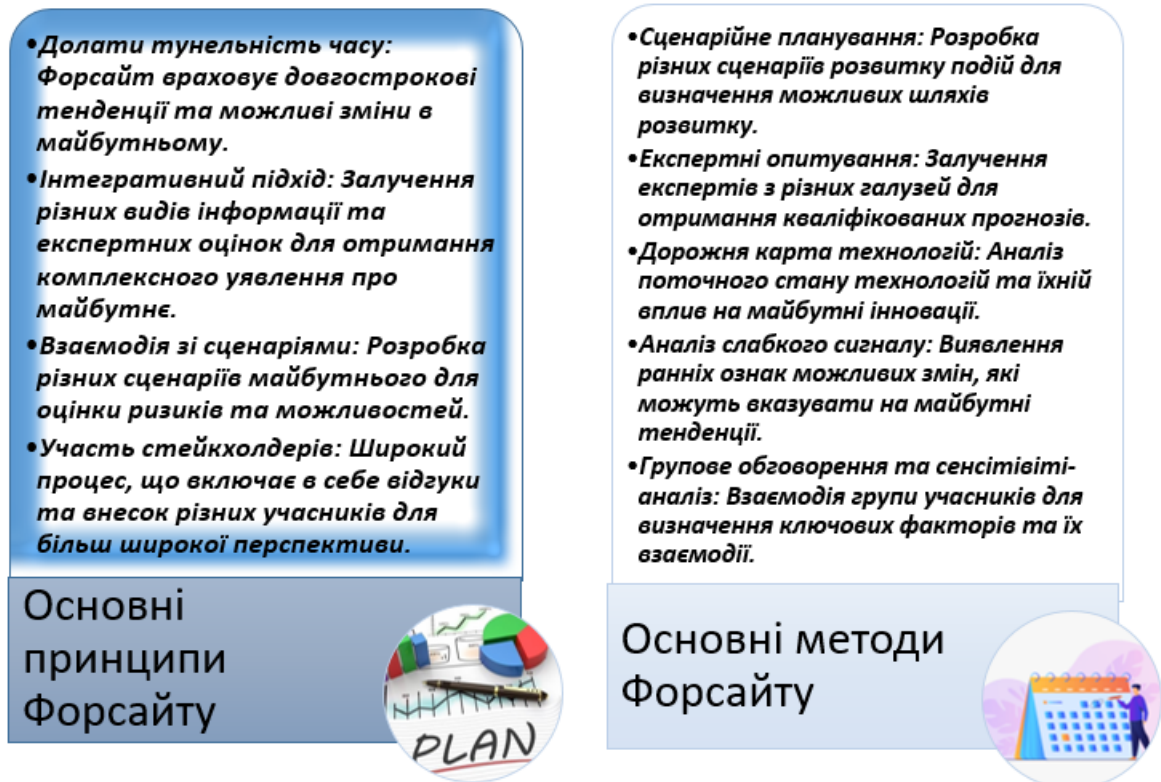 •Долати тунельність часу:
Форсайт враховує довгострокові
тенденції та можливі зміни в
майбутньому.
•Інтегративний підхід: Залучення
різних видів інформації та
експертних оцінок для отримання
комплексного уявлення про
майбутнє.
•Взаємодія зі сценаріями: Розробка
різних сценаріїв майбутнього для
оцінки ризиків та можливостей.
•Участь стейкхолдерів: Широкий
процес, що включає в себе відгуки
та внесок різних учасників для
більш широкої перспективи.
Основні
принципи
Форсайту
PLAN
•Сценарійне планування: Розробка
різних сценаріїв розвитку подій для
визначення можливих шляхів
розвитку.
•Експертні опитування: Залучення
експертів з різних галузей для
отримання кваліфікованих прогнозів.
•Дорожня карта технологій: Аналіз
поточного стану технологій та їхній
вплив на майбутні інновації.
•Аналіз слабкого сигналу: Виявлення
ранніх ознак можливих змін, які
можуть вказувати на майбутні
тенденції.
•Групове обговорення та сенсітівіті-
аналіз: Взаємодія групи учасників для
визначення ключових факторів та їх
взаємодії.
Основні методи
Форсайту